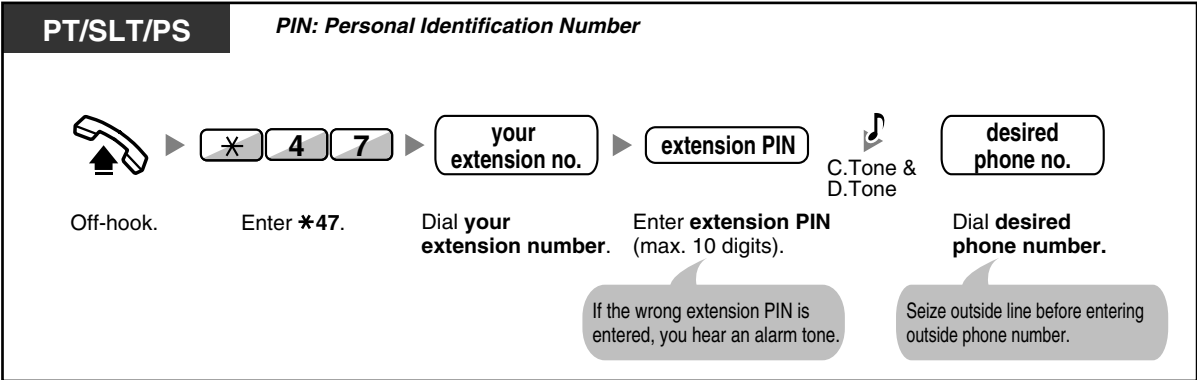 PT/SLT/PS
PIN: Personal Identification Number
* 4 7
your
extension no.
extension PIN
C.Tone &
D.Tone
desired
phone no.
Off-hook.
Enter *47.
Dial your
extension number.
Enter extension PIN
(max. 10 digits).
Dial desired
phone number.
If the wrong extension PIN is
entered, you hear an alarm tone.
Seize outside line before entering
outside phone number.